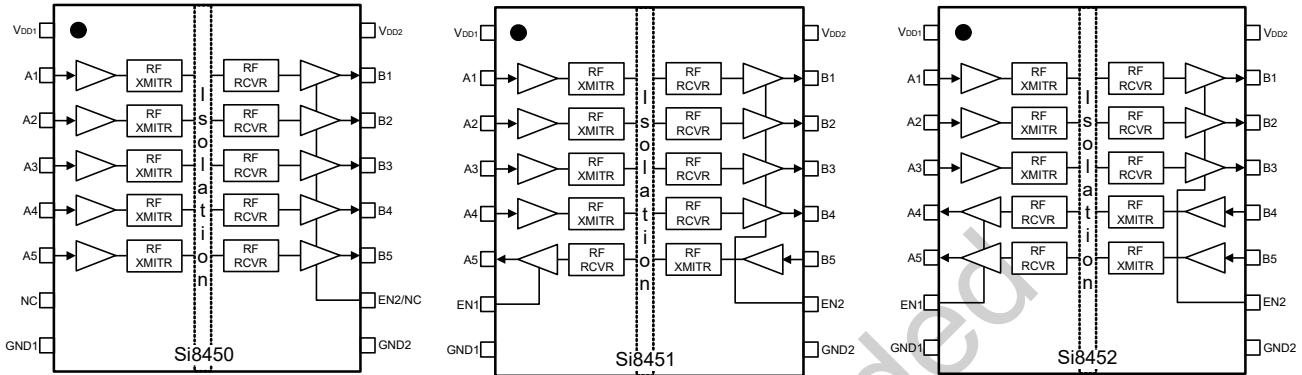 VDD1
VDD2
A1
RF XMITR
RF RCVR
B1
A2
RF XMITR
RF RCVR
B2
A3
RF XMITR
RF RCVR
B3
A4
RF XMITR
RF RCVR
B4
A5
RF XMITR
RF RCVR
B5
Isolation
NC
EN2/NC
GND1
GND2
Si8450
VDD1
VDD2
A1
RF XMITR
RF RCVR
B1
A2
RF XMITR
RF RCVR
B2
A3
RF XMITR
RF RCVR
B3
A4
RF XMITR
RF RCVR
B4
A5
RF RCVR
RF XMITR
B5
Isolation
EN1
EN2
GND1
GND2
Si8451
VDD1
VDD2
A1
RF XMITR
RF RCVR
B1
A2
RF XMITR
RF RCVR
B2
A3
RF XMITR
RF RCVR
B3
A4
RF RCVR
RF XMITR
B4
A5
RF RCVR
RF XMITR
B5
Isolation
EN1
EN2
GND1
GND2
Si8452
ded